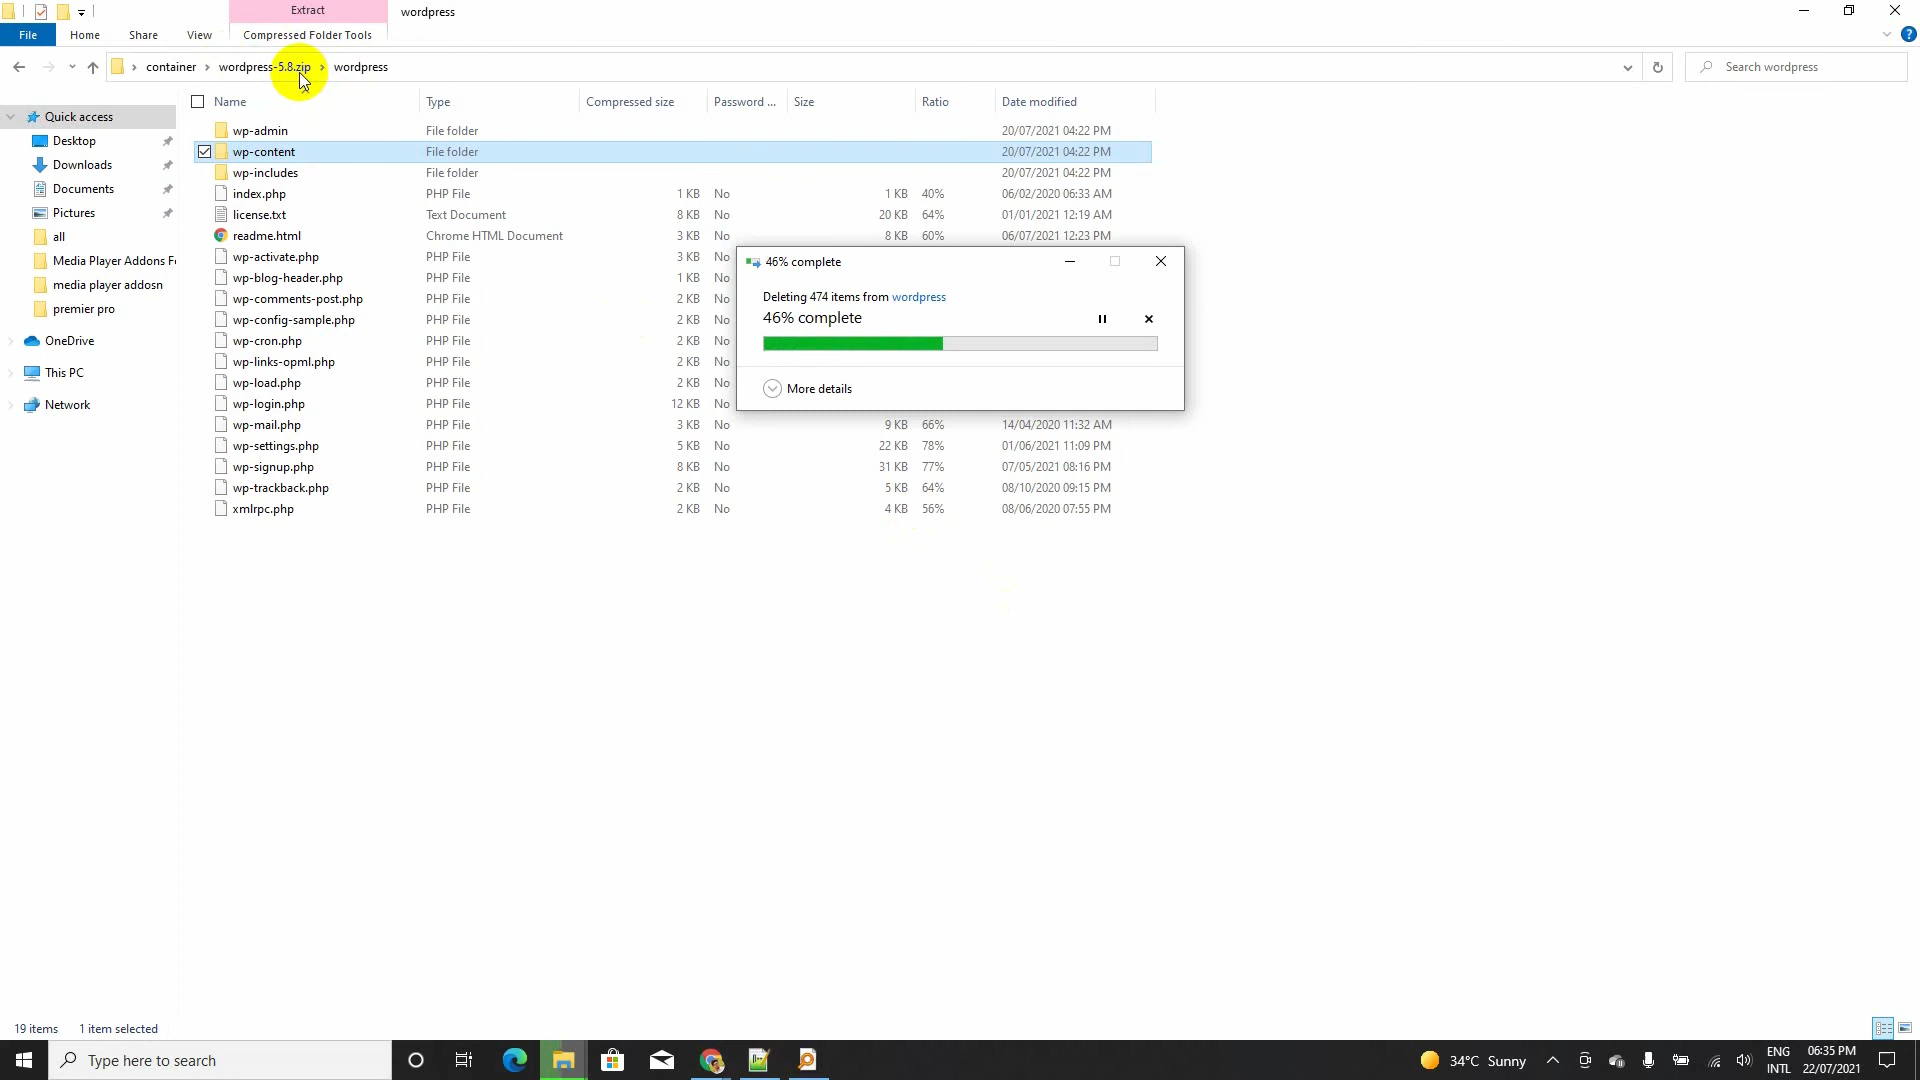 Extract
wordpress
File
Home
Share
View
Compressed Folder Tools
container
wordpress-5.8.zip
wordpress
Search wordpress
Name
Type
Compressed size
Password ...
Size
Ratio
Date modified
Quick access
Desktop
Downloads
Documents
Pictures
all
Media Player Addons Fo
media player addosn
premier pro
OneDrive
This PC
Network
wp-admin File folder 20/07/2021 04:22 PM
wp-content File folder 20/07/2021 04:22 PM
wp-includes File folder 20/07/2021 04:22 PM
index.php PHP File 1 KB No 1 KB 40% 06/02/2020 06:33 AM
license.txt Text Document 8 KB No 20 KB 64% 01/01/2021 12:19 AM
readme.html Chrome HTML Document 3 KB No 8 KB 60% 06/07/2021 12:23 PM
wp-activate.php PHP File 3 KB No
wp-blog-header.php PHP File 1 KB No
wp-comments-post.php PHP File 2 KB No
wp-config-sample.php PHP File 2 KB No
wp-cron.php PHP File 2 KB No
wp-links-opml.php PHP File 2 KB No
wp-load.php PHP File 2 KB No
wp-login.php PHP File 12 KB No
wp-mail.php PHP File 3 KB No 9 KB 66% 14/04/2020 11:32 AM
wp-settings.php PHP File 5 KB No 22 KB 78% 01/06/2021 11:09 PM
wp-signup.php PHP File 8 KB No 31 KB 77% 07/05/2021 08:16 PM
wp-trackback.php PHP File 2 KB No 5 KB 64% 08/10/2020 09:15 PM
xmlrpc.php PHP File 2 KB No 4 KB 56% 08/06/2020 07:55 PM
46% complete
Deleting 474 items from wordpress
46% complete
More details
19 items
1 item selected
Type here to search
34°C Sunny
ENG
INTL
06:35 PM
22/07/2021